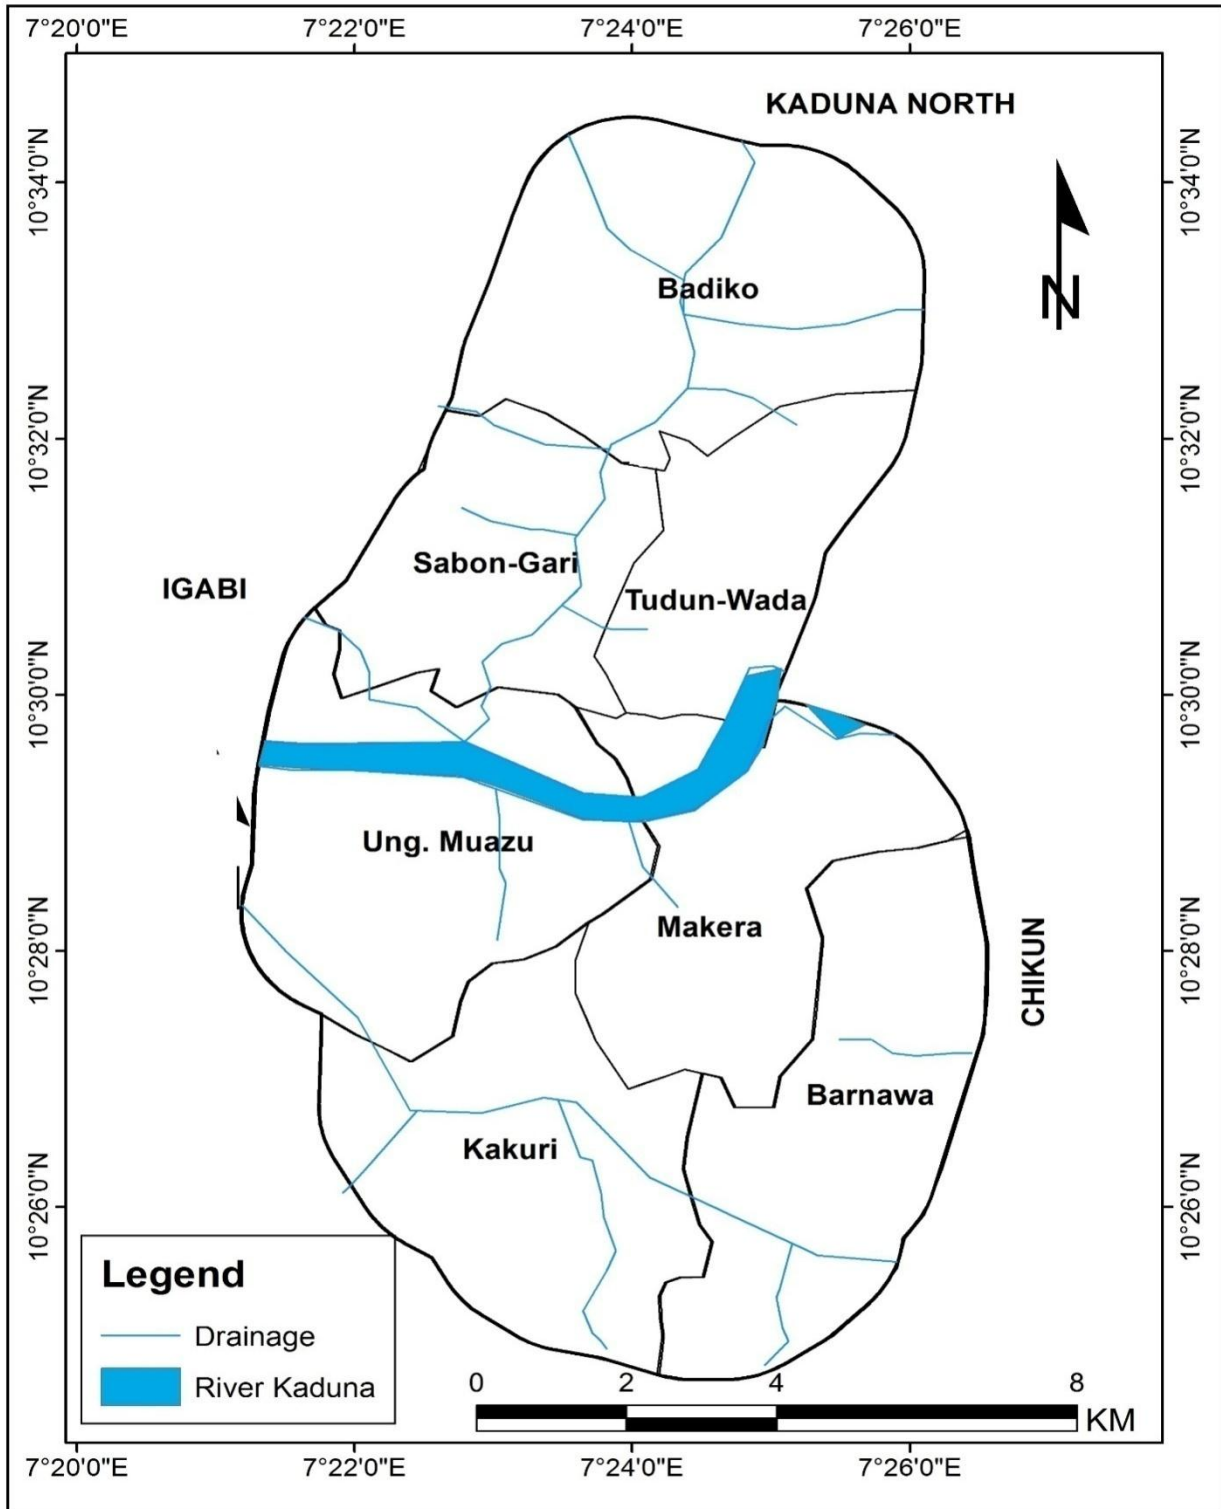 7°20'0"E 7°22'0"E 7°24'0"E 7°26'0"E
KADUNA NORTH
10°34'0"N 10°34'0"N
N
Badiko
10°32'0"N 10°32'0"N
Sabon-Gari
IGABI
Tudun-Wada
10°30'0"N 10°30'0"N
Ung. Muazu
Makera
10°28'0"N 10°28'0"N
CHIKUN
Barnawa
Kakuri
10°26'0"N 10°26'0"N
Legend
Drainage
River Kaduna
0 2 4 8
KM
7°20'0"E 7°22'0"E 7°24'0"E 7°26'0"E